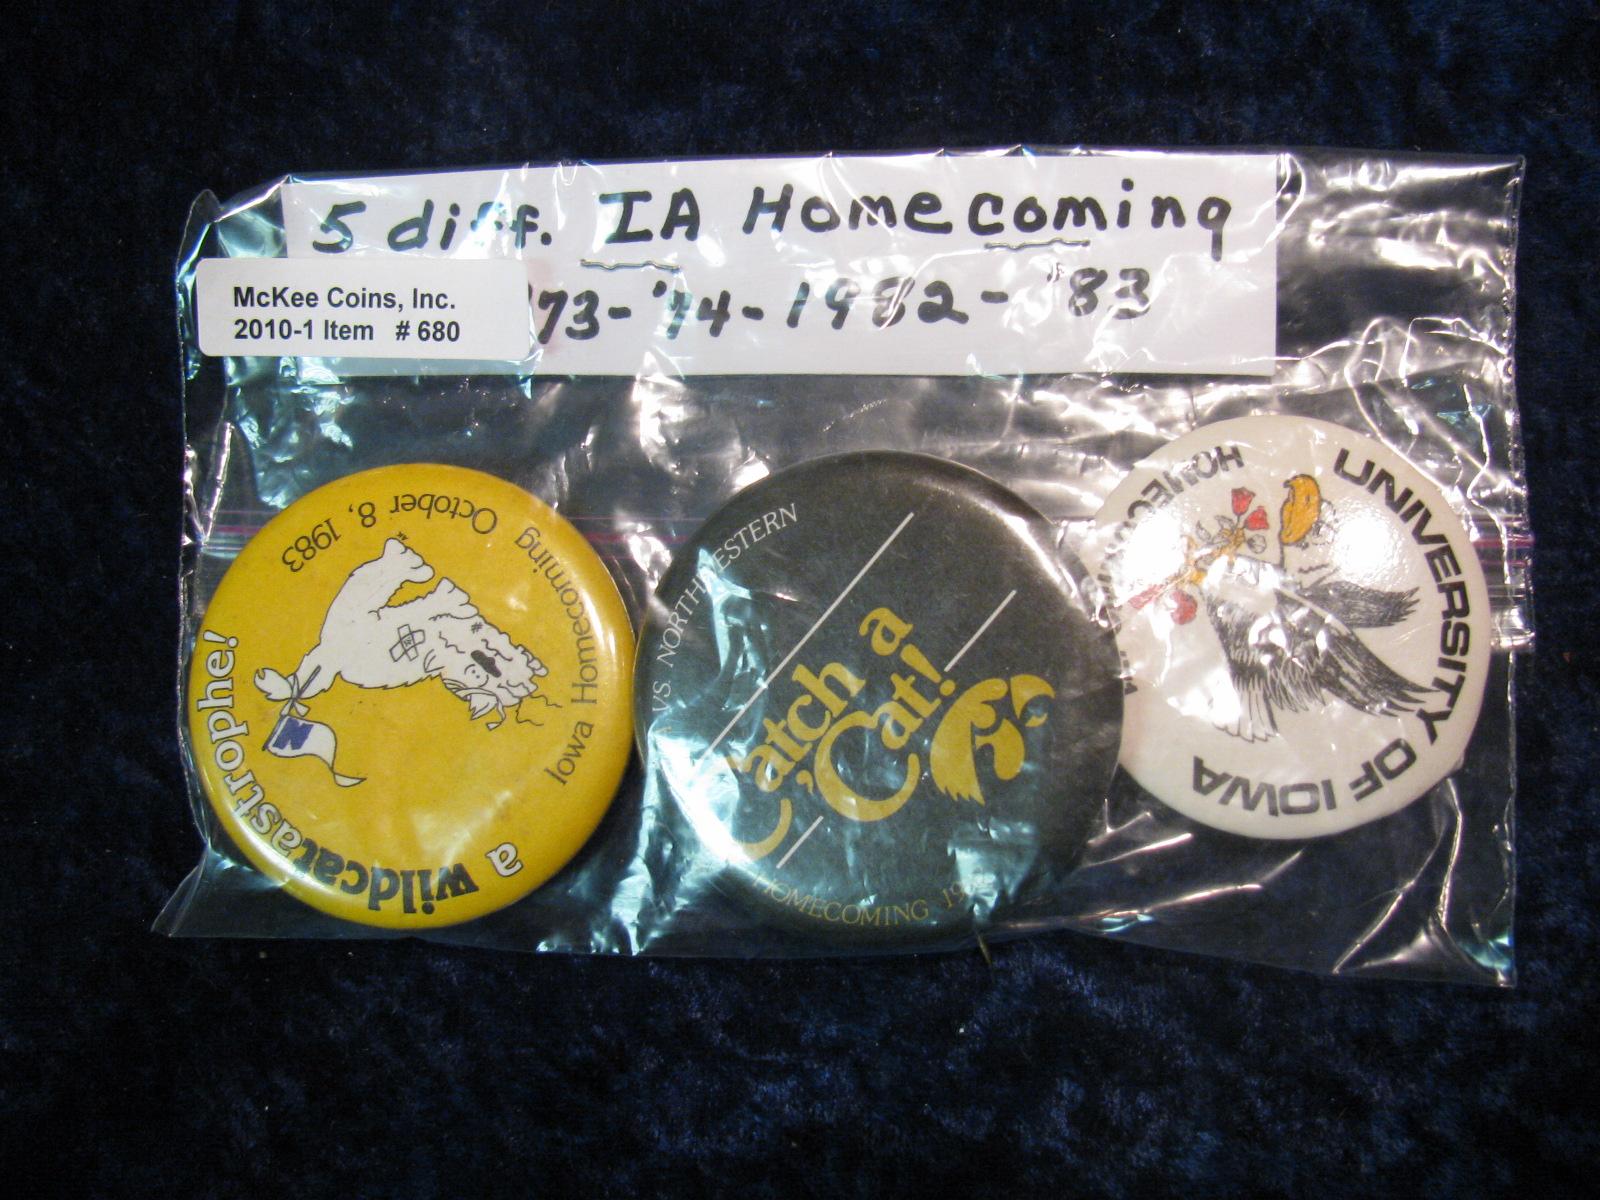 5 diff. IA Homecoming
73-'74-1982-'83
McKee Coins, Inc.
2010-1 Item # 680
a wildcatastrophe!
Iowa Homecoming October 8, 1983
N
VS. NORTHWESTERN
Catch a
'Cat!
HOMECOMING
UNIVERSITY OF IOWA